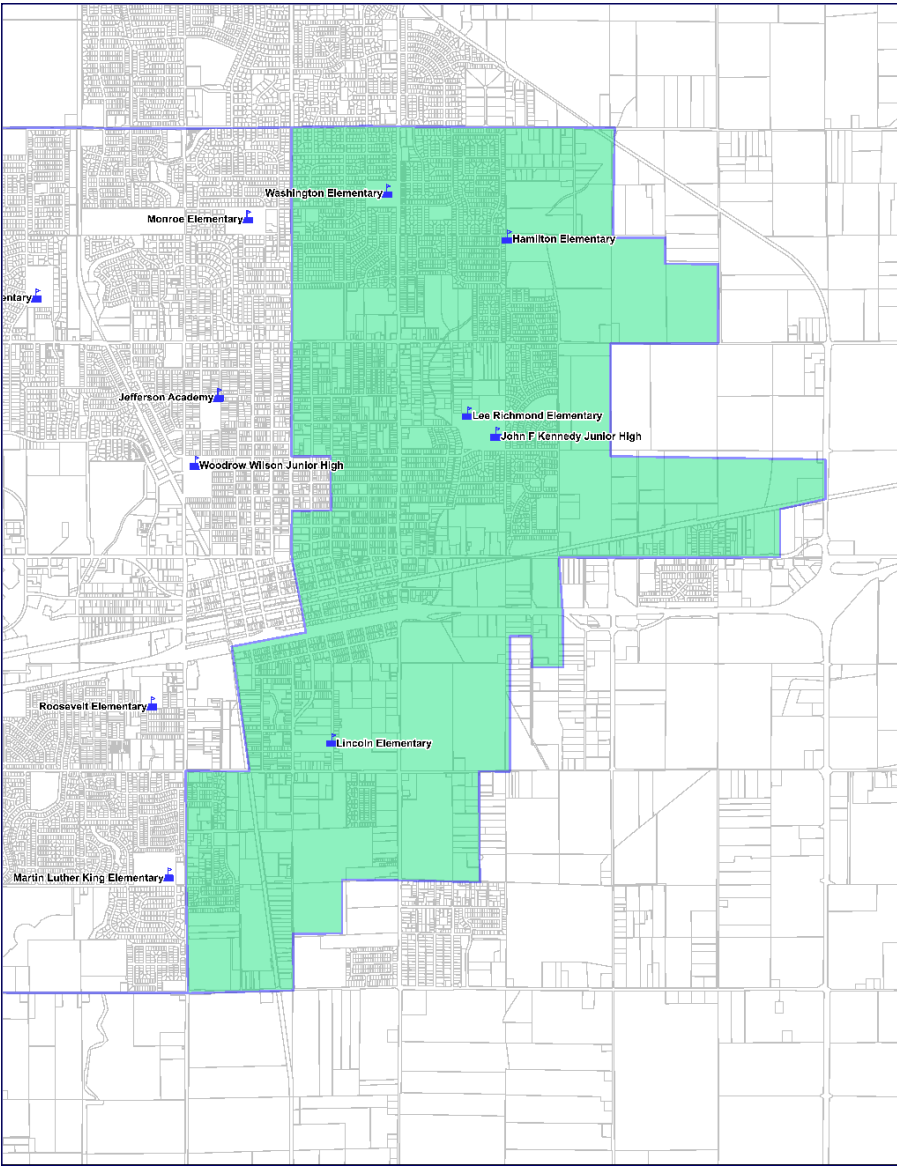 Washington Elementary
Monroe Elementary
Hamilton Elementary
entary
Jefferson Academy
Lee Richmond Elementary
John F Kennedy Junior High
Woodrow Wilson Junior High
Roosevelt Elementary
Lincoln Elementary
Martin Luther King Elementary